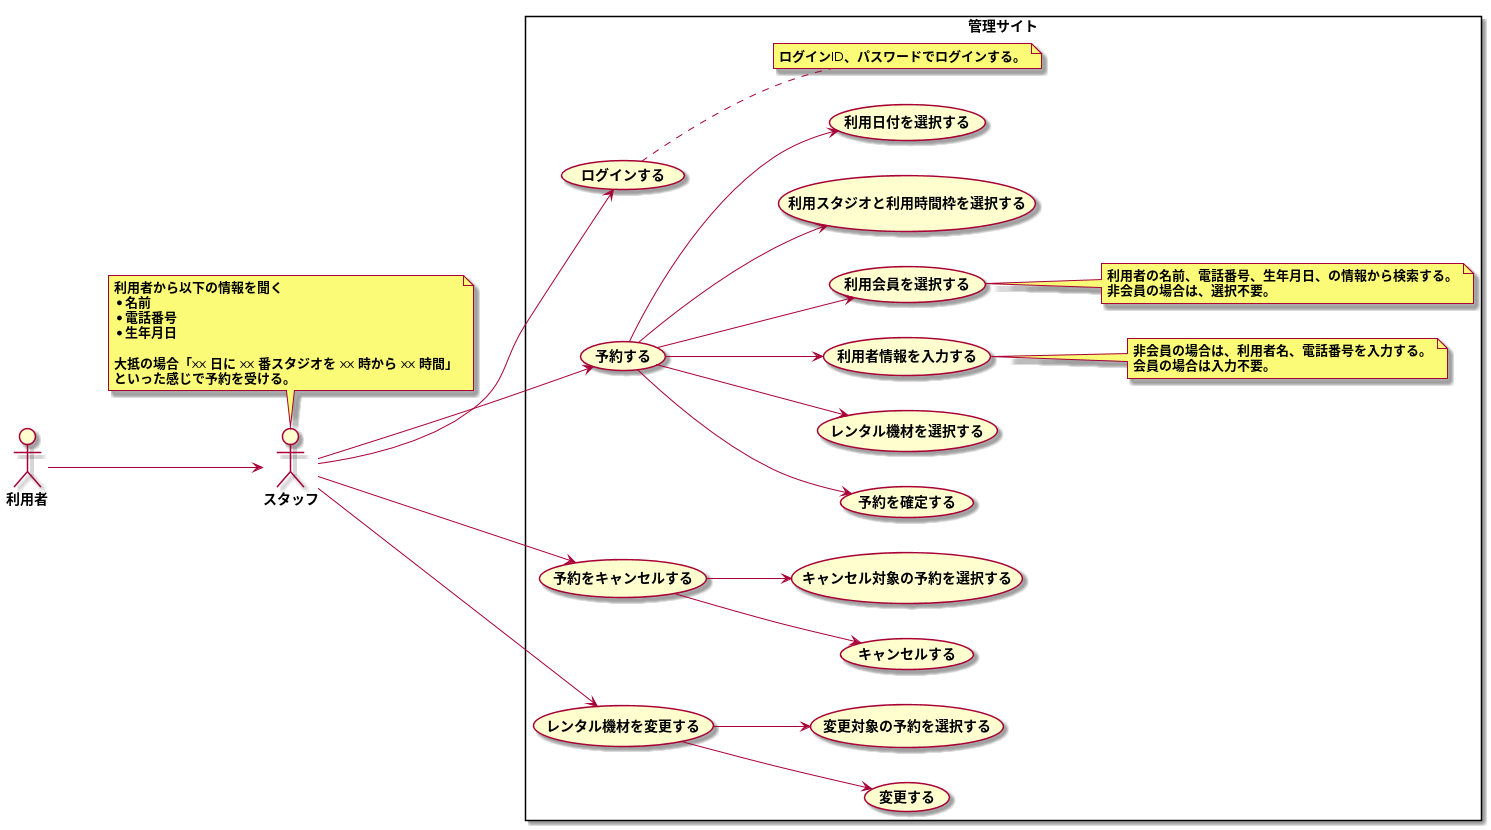 管理サイト
ログインID、パスワードでログインする。
利用日付を選択する
ログインする
利用スタジオと利用時間枠を選択する
利用者から以下の情報を聞く
• 名前
• 電話番号
• 生年月日
大抵の場合「xx 日に xx 番スタジオを xx 時から xx 時間」
といった感じで予約を受ける。
利用会員を選択する
利用者の名前、電話番号、生年月日、の情報から検索する。
非会員の場合は、選択不要。
予約する
利用者情報を入力する
非会員の場合は、利用者名、電話番号を入力する。
会員の場合は入力不要。
レンタル機材を選択する
利用者
スタッフ
予約を確定する
予約をキャンセルする
キャンセル対象の予約を選択する
キャンセルする
レンタル機材を変更する
変更対象の予約を選択する
変更する